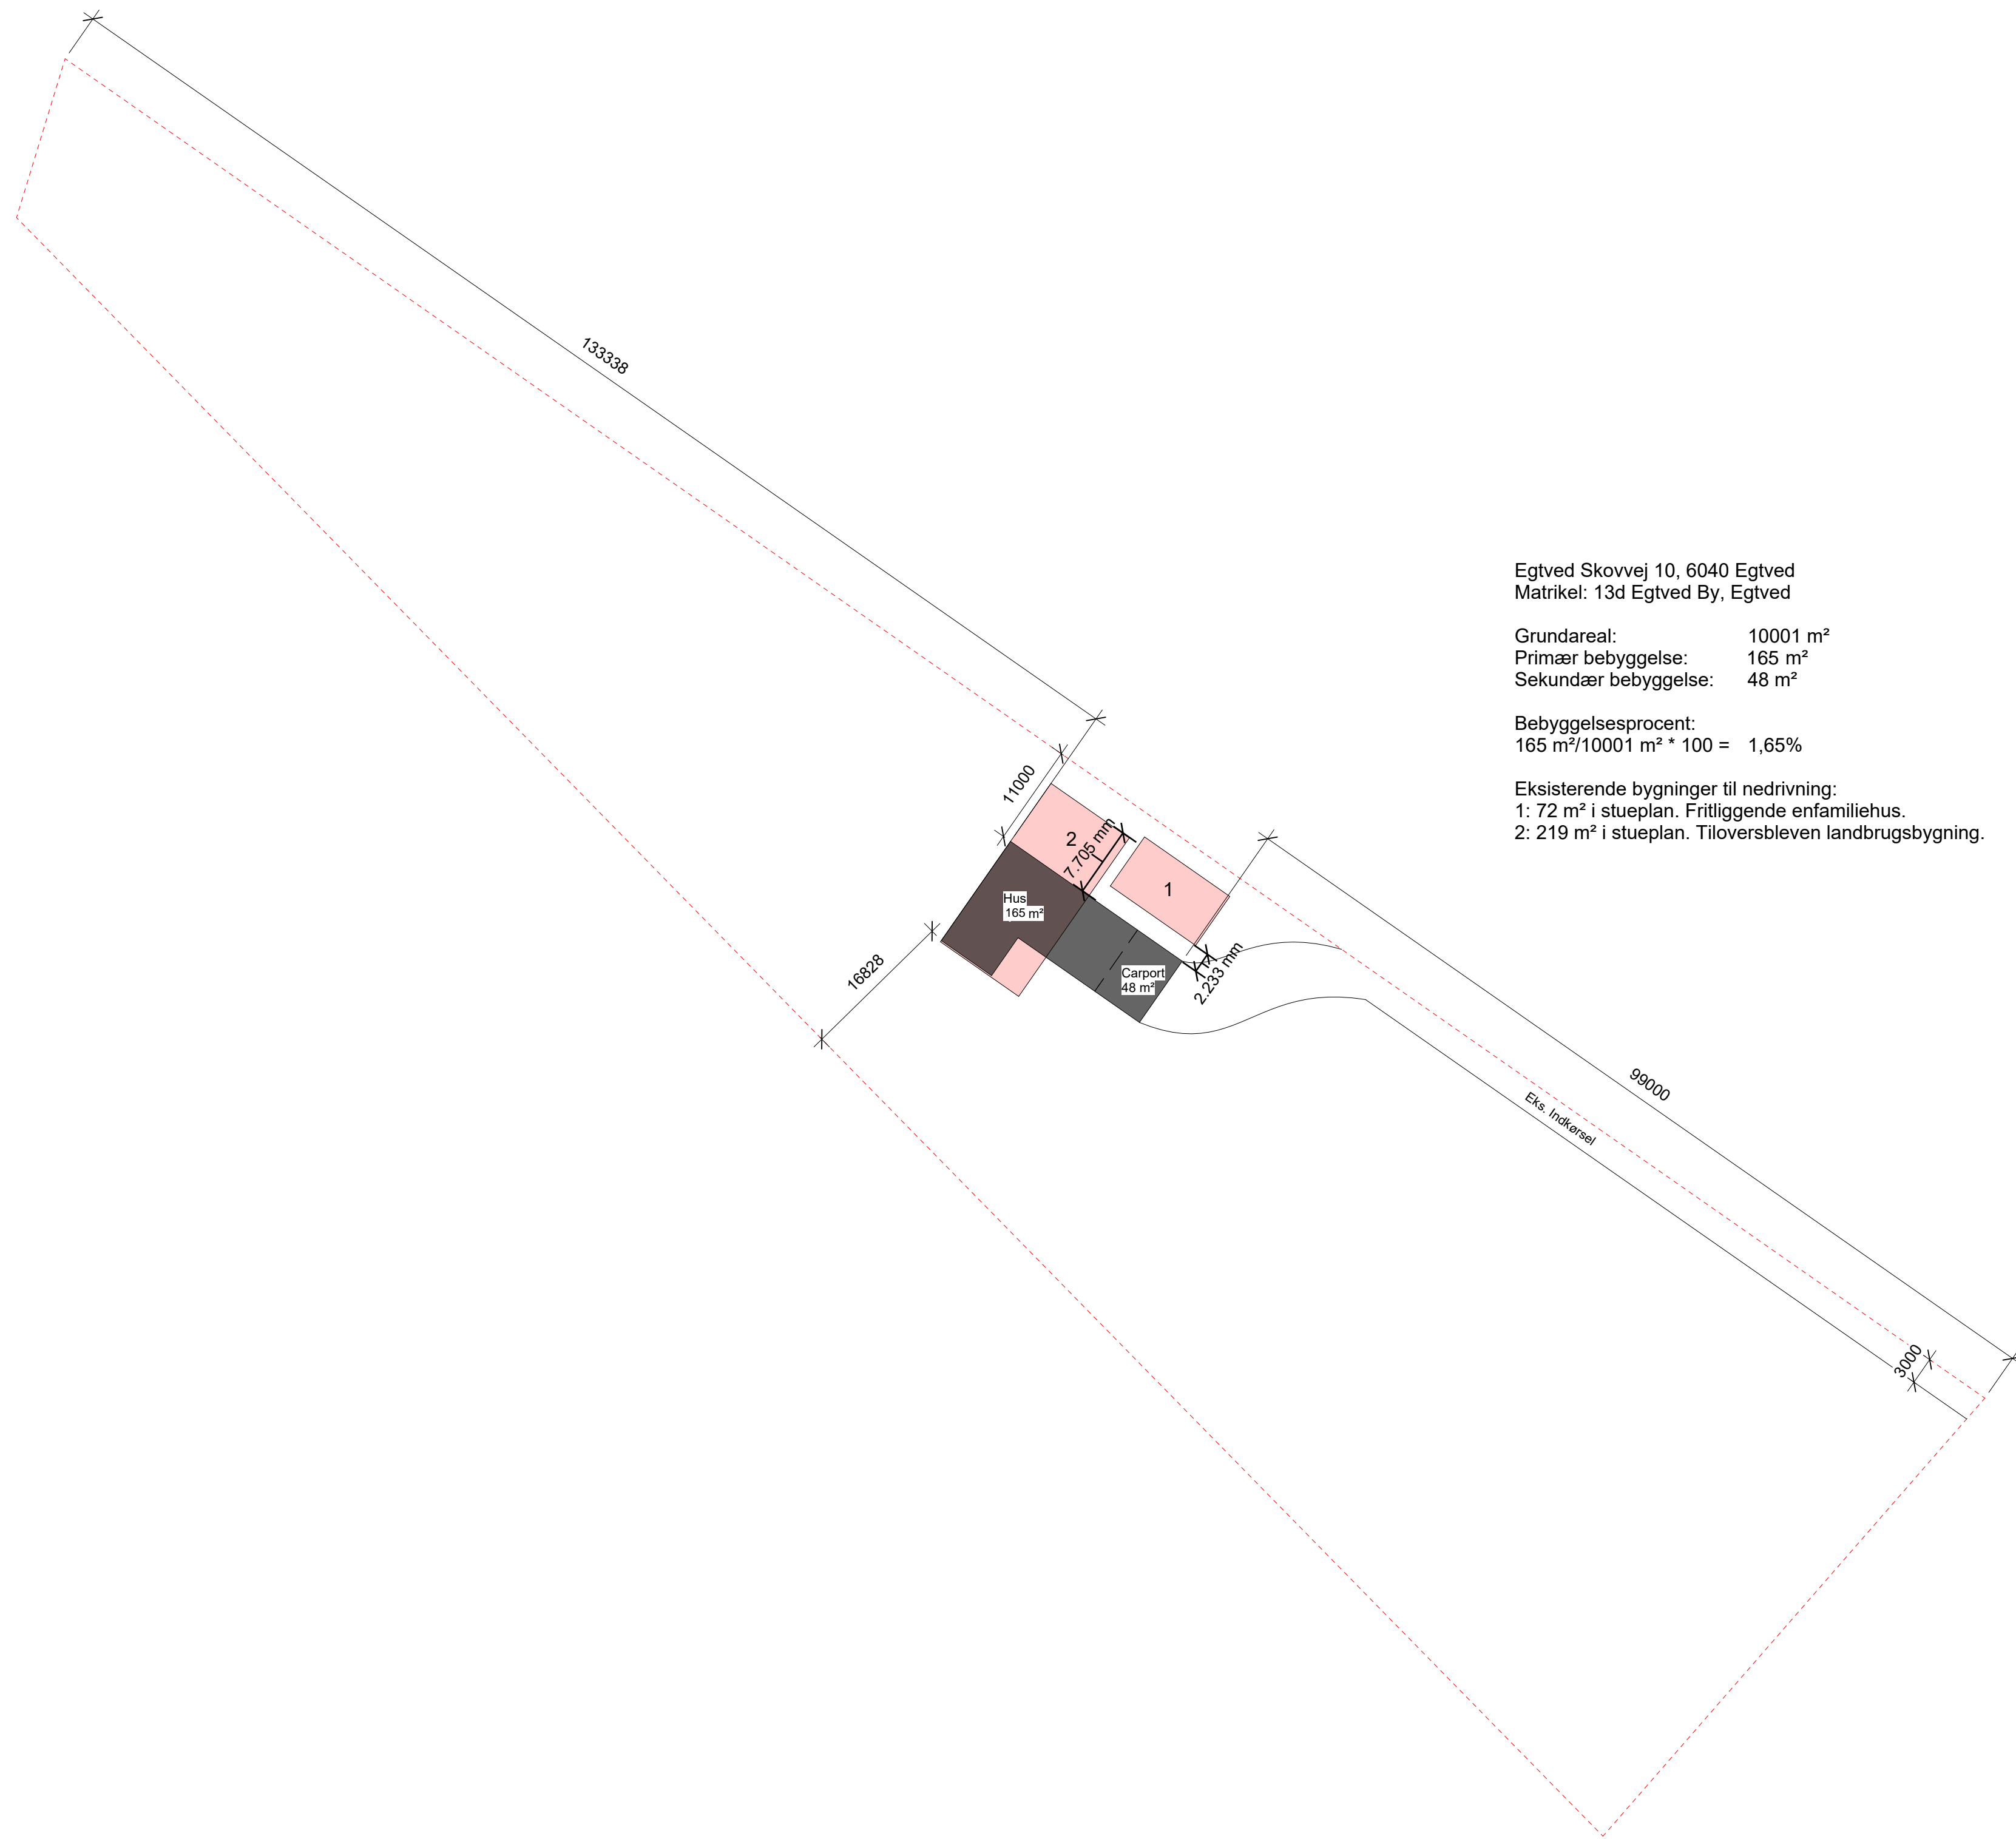 133338
Egtved Skovvej 10, 6040 Egtved
Matrikel: 13d Egtved By, Egtved
Grundareal: 10001 m²
Primær bebyggelse: 165 m²
Sekundær bebyggelse: 48 m²
Bebyggelsesprocent:
165 m²/10001 m² * 100 = 1,65%
Eksisterende bygninger til nedrivning:
1: 72 m² i stueplan. Fritliggende enfamiliehus.
2: 219 m² i stueplan. Tiloversbleven landbrugsbygning.
11000
2
7.705 mm
1
Hus
165 m²
16828
Carport
48 m²
2.233 mm
99000
Eks. Indkørsel
3000